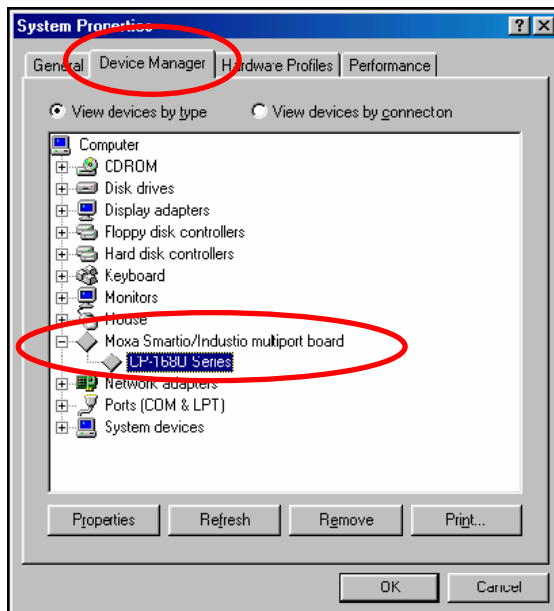 System Properties
General Device Manager Hardware Profiles Performance
View devices by type View devices by connecton
Computer
CDROM
Disk drives
Display adapters
Floppy disk controllers
Hard disk controllers
Keyboard
Monitors
Mouse
Moxa Smartio/Industio multiport board
CP-168U Series
Network adapters
Ports (COM & LPT)
System devices
Properties Refresh Remove Print...
OK Cancel